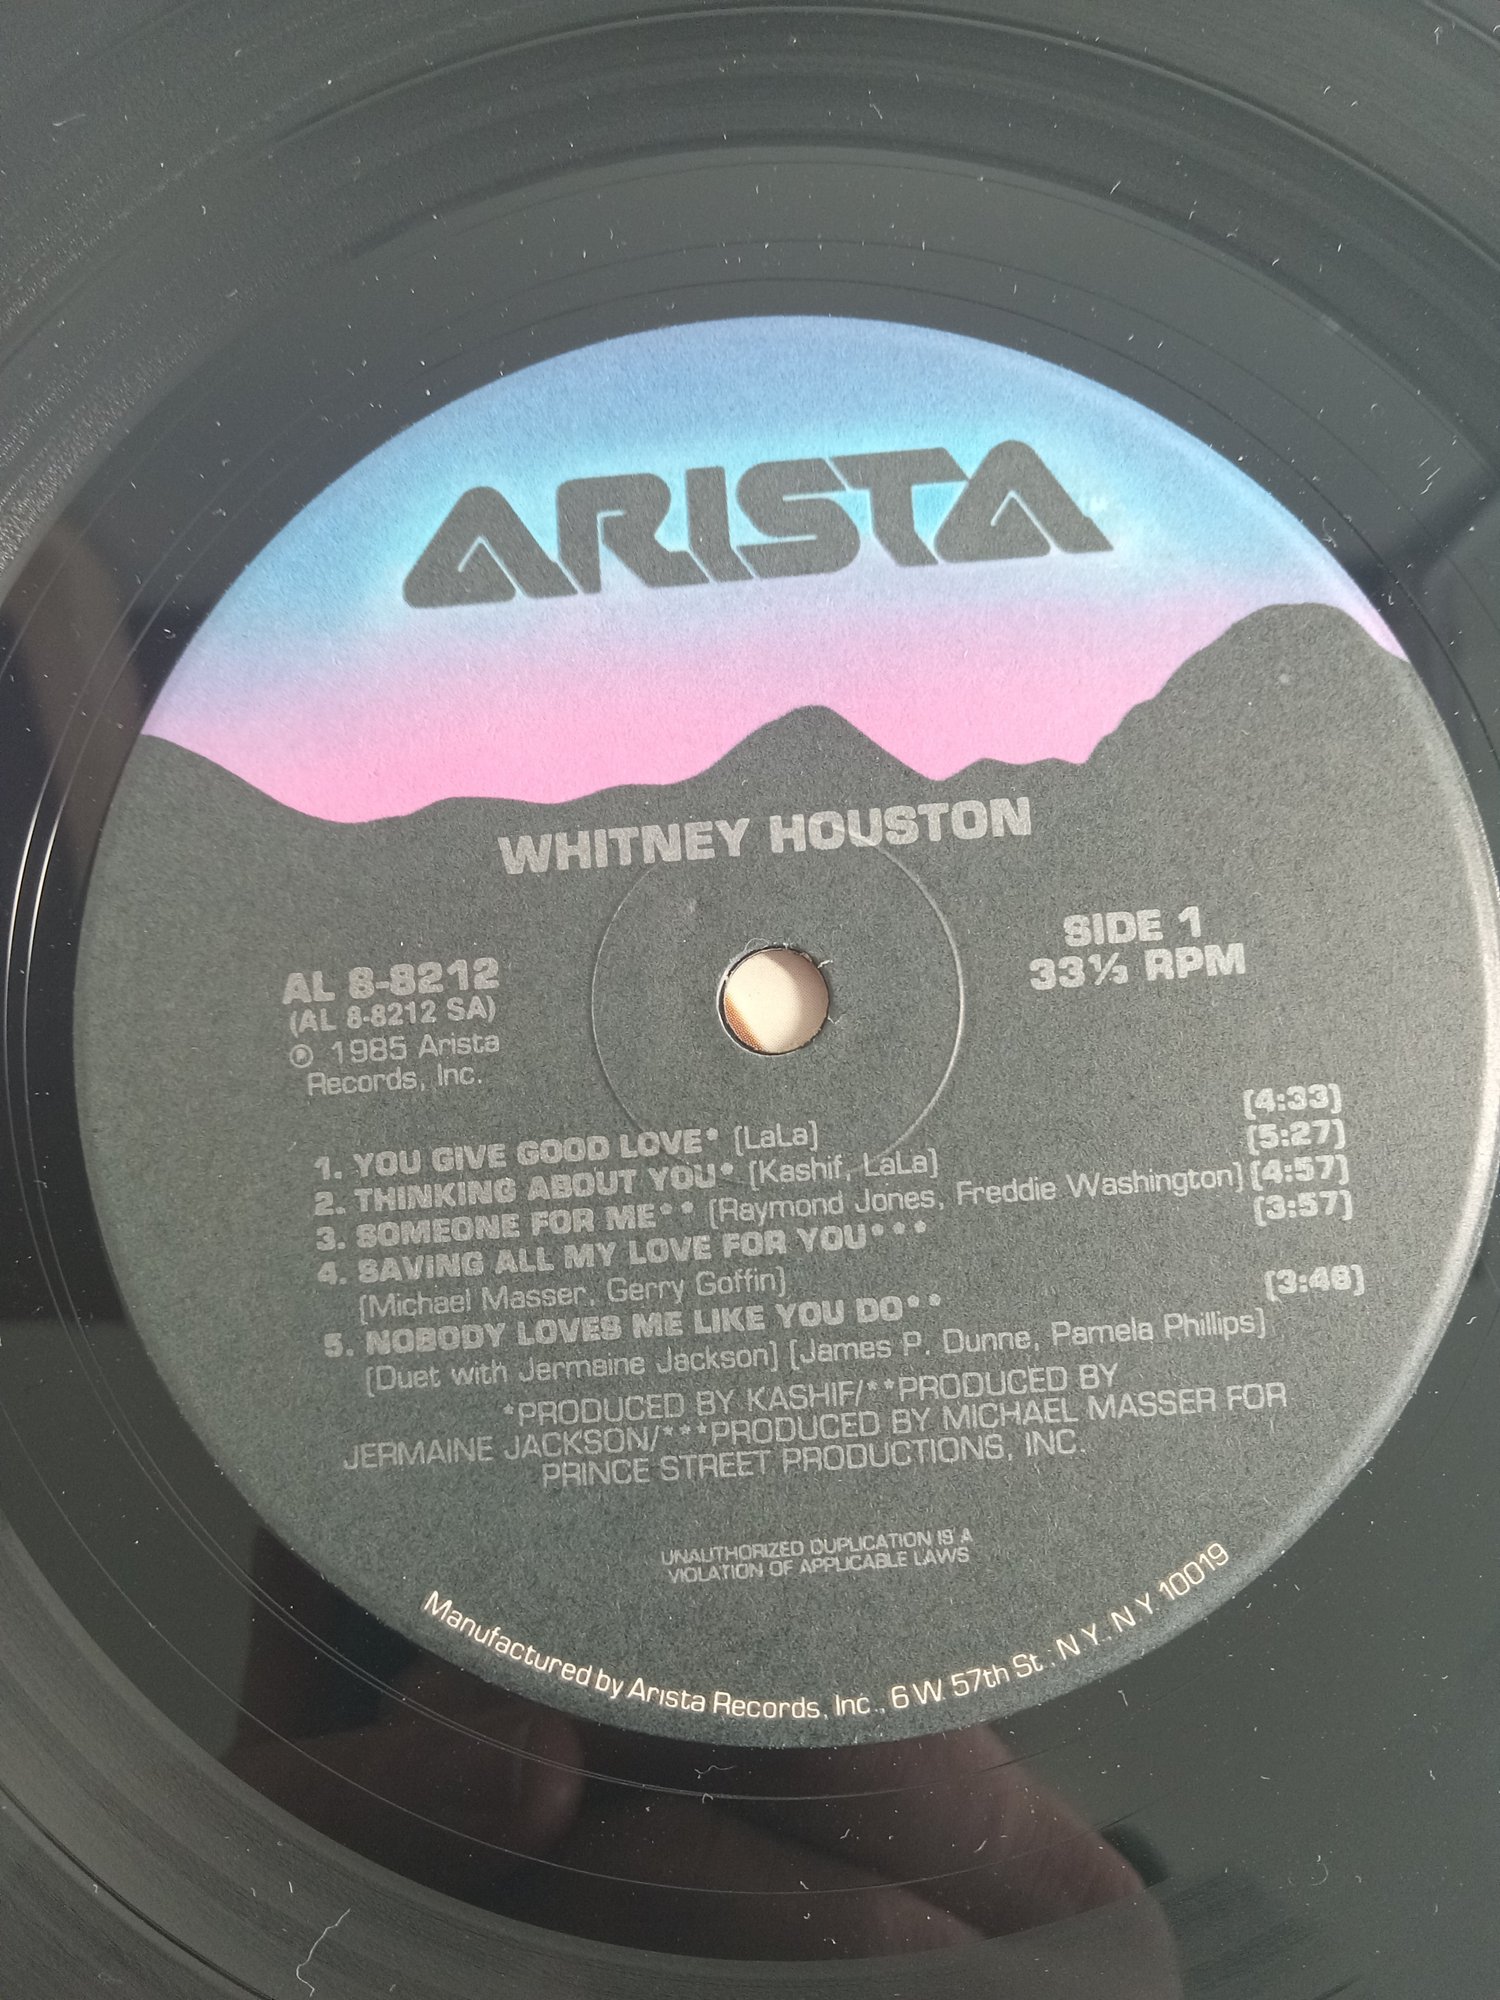 ARISTA
WHITNEY HOUSTON
SIDE 1
33⅓ RPM
AL 8-8212
(AL 8-8212 SA)
℗ 1985 Arista
Records, Inc.
1. YOU GIVE GOOD LOVE* (LaLa) (4:33)
2. THINKING ABOUT YOU* (Kashif, LaLa) (5:27)
3. SOMEONE FOR ME** (Raymond Jones, Freddie Washington) (4:57)
4. SAVING ALL MY LOVE FOR YOU*** (3:57)
(Michael Masser, Gerry Goffin)
5. NOBODY LOVES ME LIKE YOU DO** (3:46)
(Duet with Jermaine Jackson) (James P. Dunne, Pamela Phillips)
*PRODUCED BY KASHIF/**PRODUCED BY
JERMAINE JACKSON/***PRODUCED BY MICHAEL MASSER FOR
PRINCE STREET PRODUCTIONS, INC.
UNAUTHORIZED DUPLICATION IS A
VIOLATION OF APPLICABLE LAWS
Manufactured by Arista Records, Inc., 6 W. 57th St., N.Y., N.Y. 10019